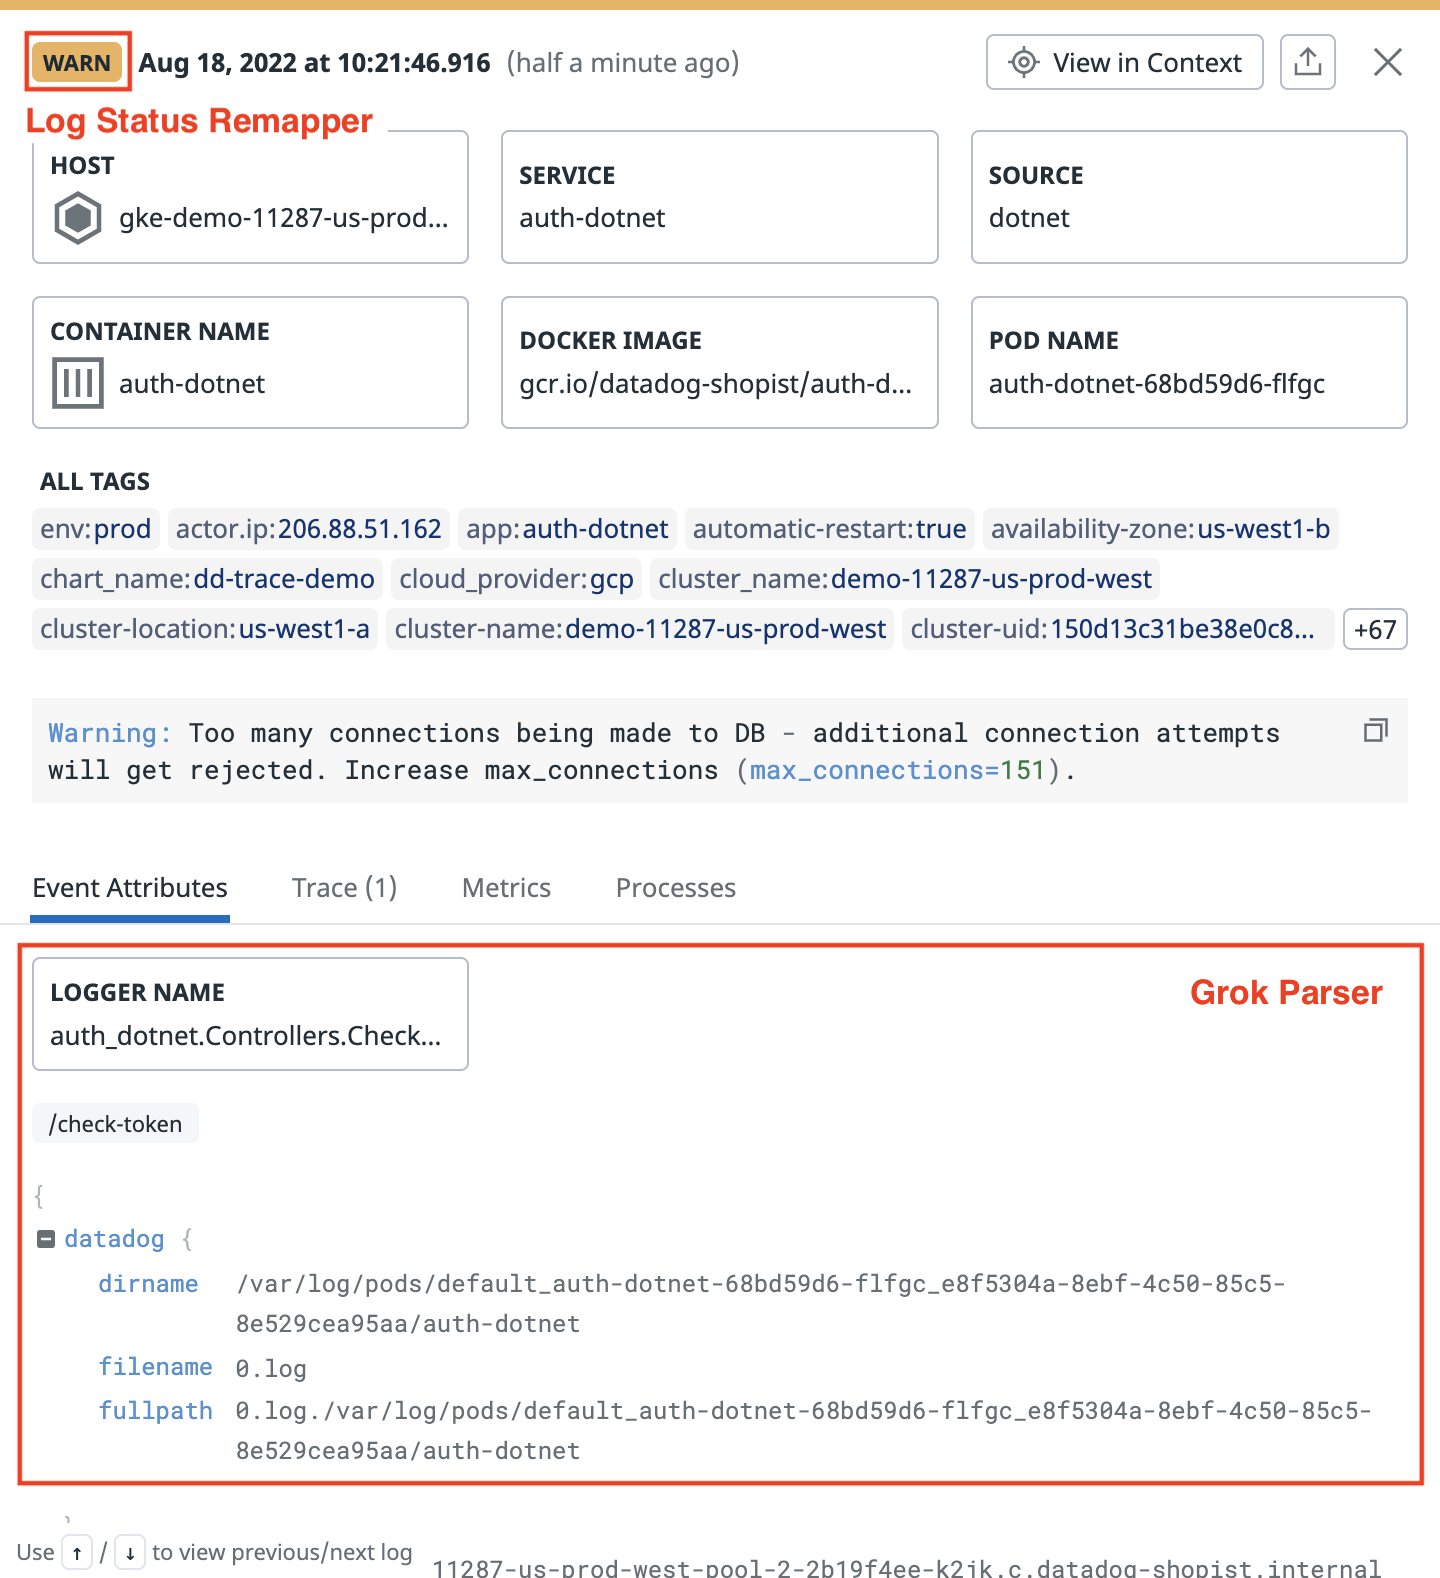 WARN Aug 18, 2022 at 10:21:46.916 (half a minute ago) View in Context
Log Status Remapper
HOST
gke-demo-11287-us-prod...
SERVICE
auth-dotnet
SOURCE
dotnet
CONTAINER NAME
auth-dotnet
DOCKER IMAGE
gcr.io/datadog-shopist/auth-d...
POD NAME
auth-dotnet-68bd59d6-flfgc
ALL TAGS
env:prod actor.ip:206.88.51.162 app:auth-dotnet automatic-restart:true availability-zone:us-west1-b
chart_name:dd-trace-demo cloud_provider:gcp cluster_name:demo-11287-us-prod-west
cluster-location:us-west1-a cluster-name:demo-11287-us-prod-west cluster-uid:150d13c31be38e0c8... +67
Warning: Too many connections being made to DB - additional connection attempts
will get rejected. Increase max_connections (max_connections=151).
Event Attributes Trace (1) Metrics Processes
LOGGER NAME
auth_dotnet.Controllers.Check...
Grok Parser
/check-token
{
datadog {
dirname /var/log/pods/default_auth-dotnet-68bd59d6-flfgc_e8f5304a-8ebf-4c50-85c5-
8e529cea95aa/auth-dotnet
filename 0.log
fullpath 0.log./var/log/pods/default_auth-dotnet-68bd59d6-flfgc_e8f5304a-8ebf-4c50-85c5-
8e529cea95aa/auth-dotnet
Use ↑ / ↓ to view previous/next log
11287-us-prod-west-pool-2-2b19f4ee-k2jk.c.datadog-shopist.internal